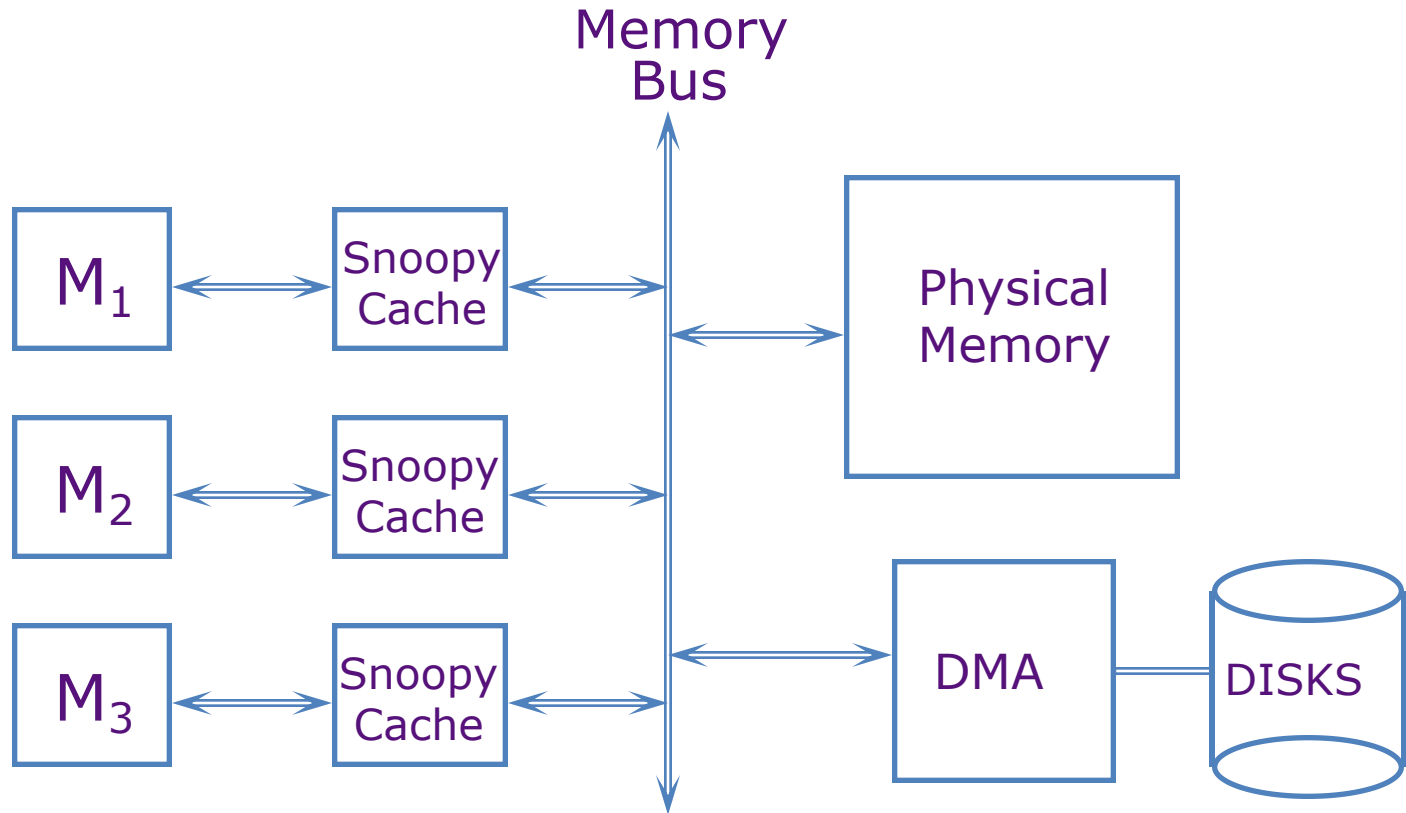 Memory
Bus
M₁
Snoopy
Cache
Physical
Memory
M₂
Snoopy
Cache
M₃
Snoopy
Cache
DMA
DISKS